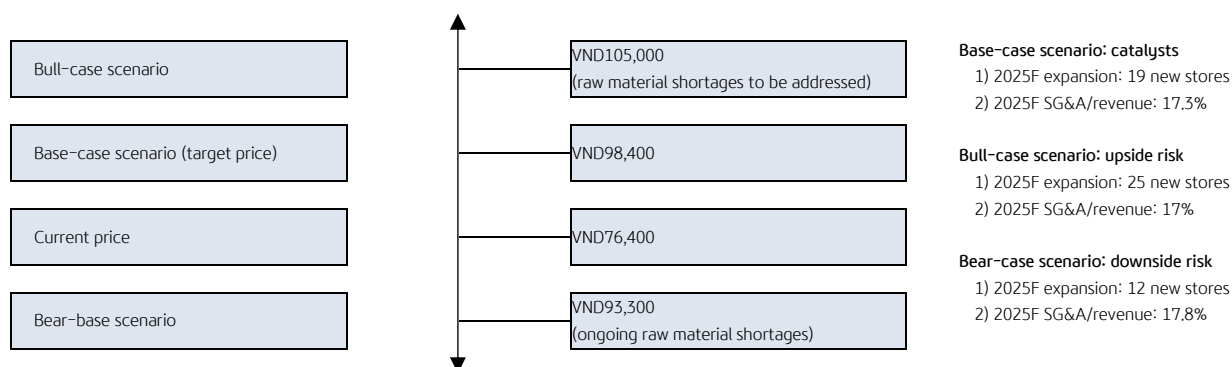 Bull-case scenario
VND105,000
(raw material shortages to be addressed)
Base-case scenario (target price)
VND98,400
Current price
VND76,400
Bear-base scenario
VND93,300
(ongoing raw material shortages)
Base-case scenario: catalysts
1) 2025F expansion: 19 new stores
2) 2025F SG&A/revenue: 17.3%
Bull-case scenario: upside risk
1) 2025F expansion: 25 new stores
2) 2025F SG&A/revenue: 17%
Bear-case scenario: downside risk
1) 2025F expansion: 12 new stores
2) 2025F SG&A/revenue: 17.8%